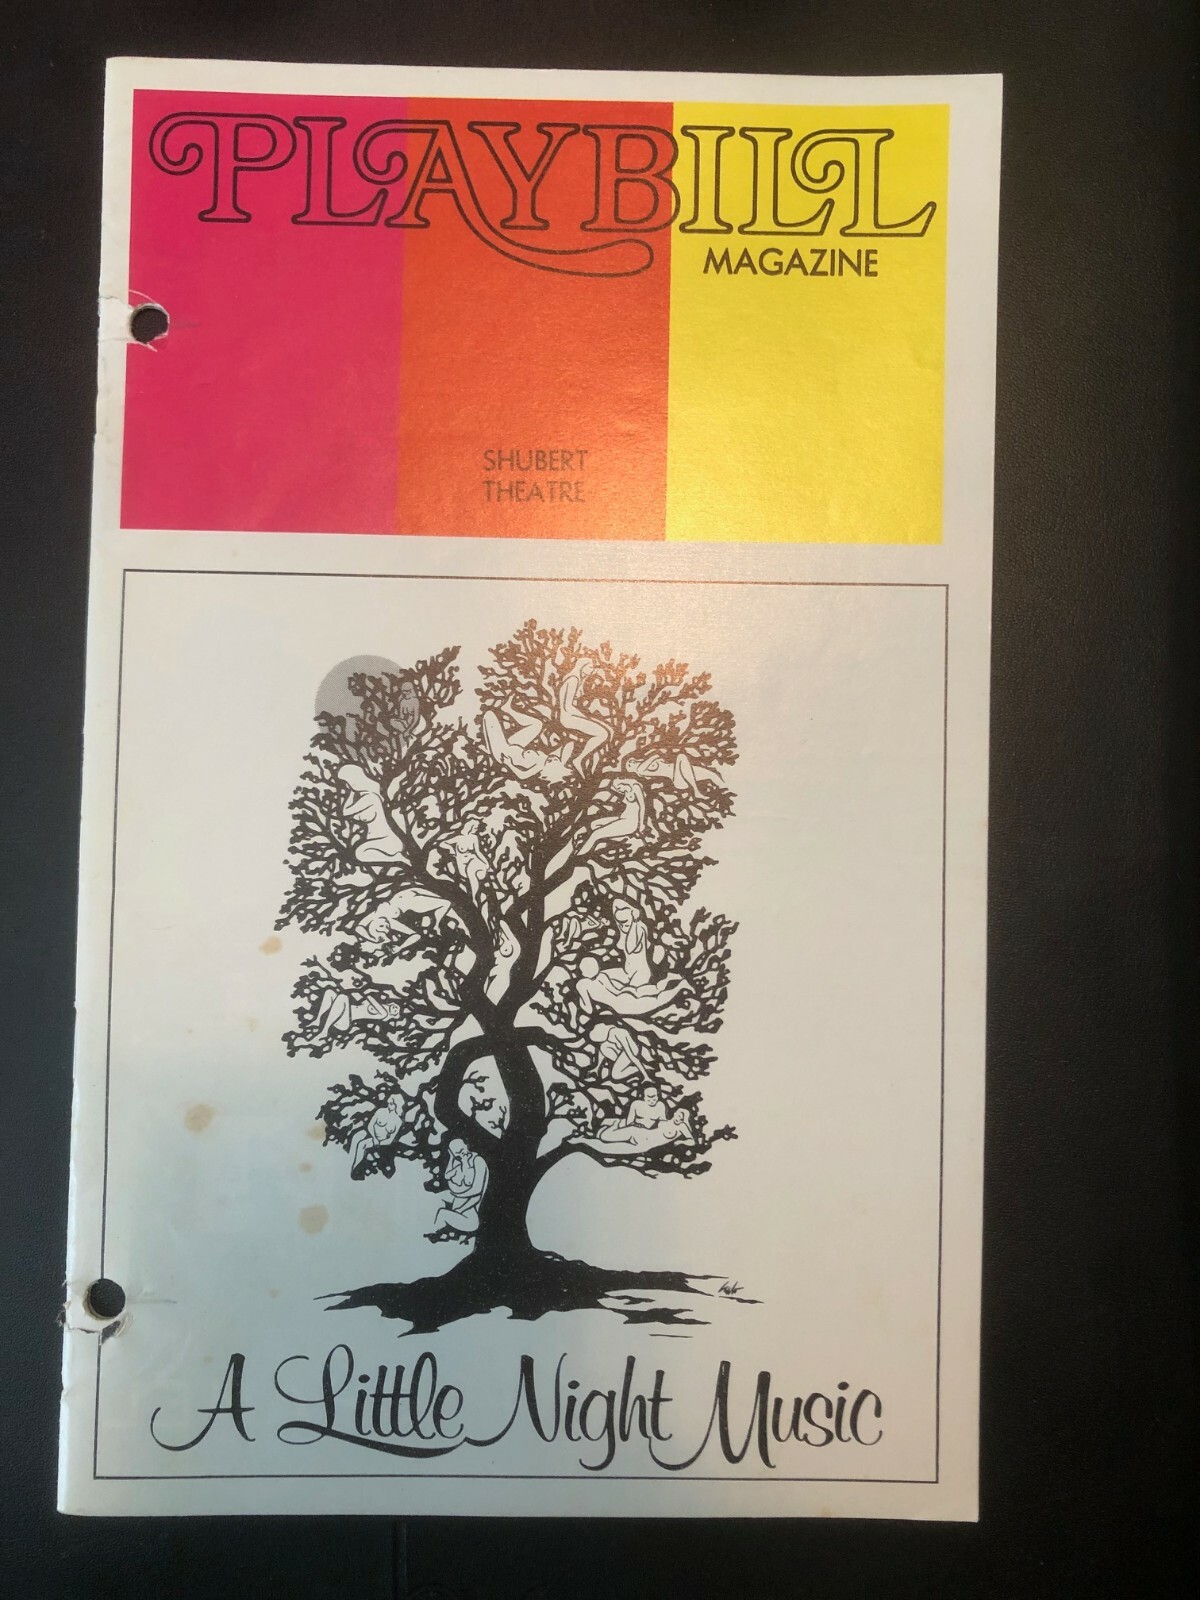 PLAYBILL
MAGAZINE
SHUBERT
THEATRE
A Little Night Music